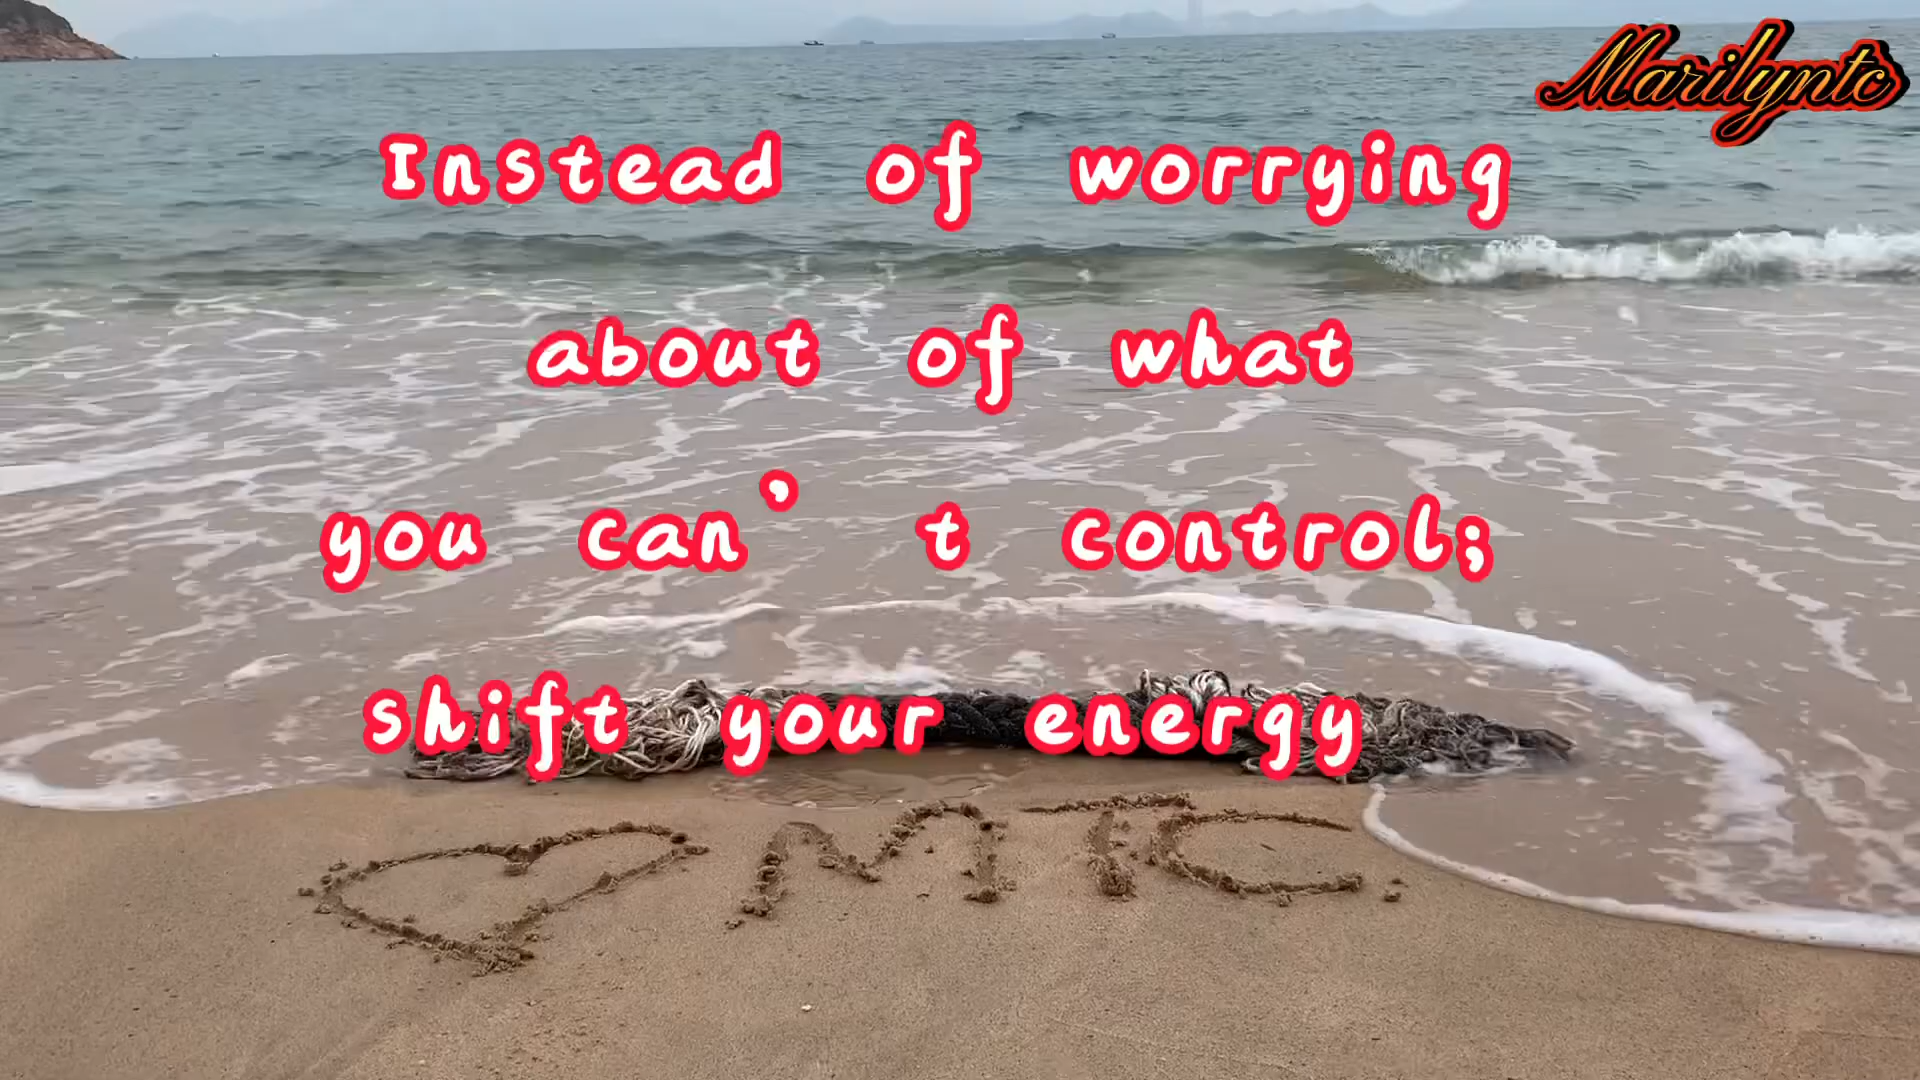 Marilyntc
Instead of worrying
about of what
you can’ t control;
shift your energy
MTC.